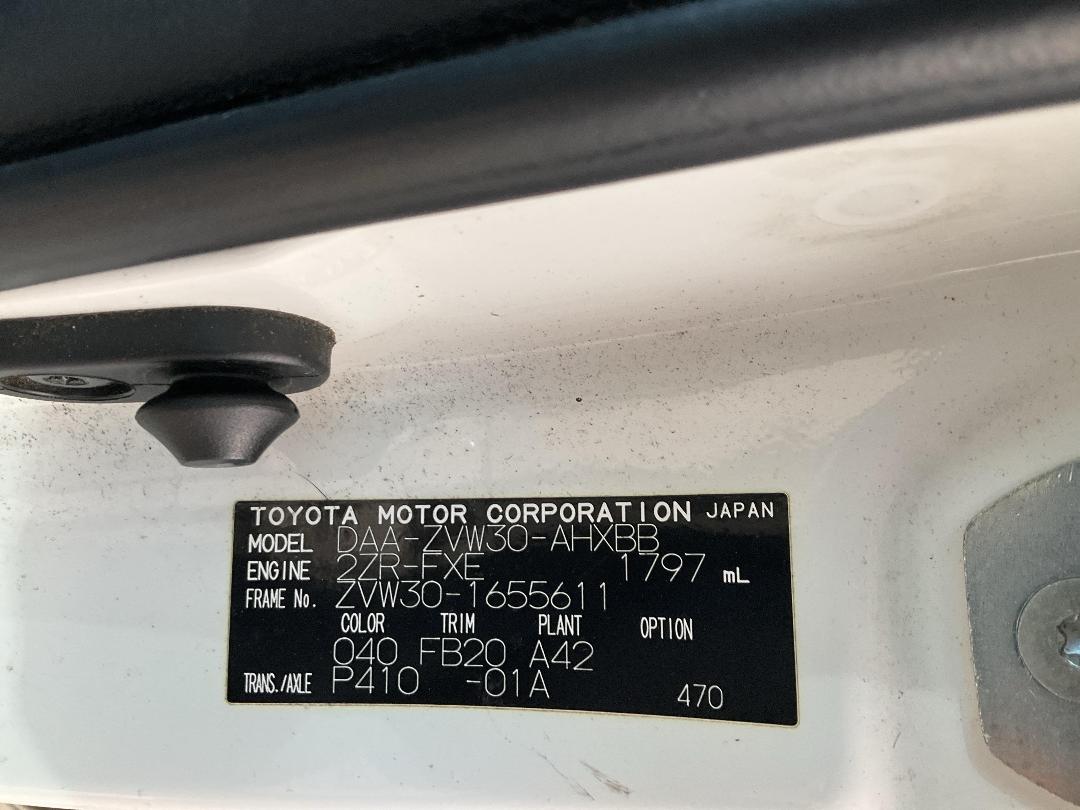 TOYOTA MOTOR CORPORATION JAPAN
MODEL DAA-ZVW30-AHXBB
ENGINE 2ZR-FXE 1797 mL
FRAME No. ZVW30-1655611
COLOR TRIM PLANT OPTION
040 FB20 A42
TRANS./AXLE P410 -01A 470